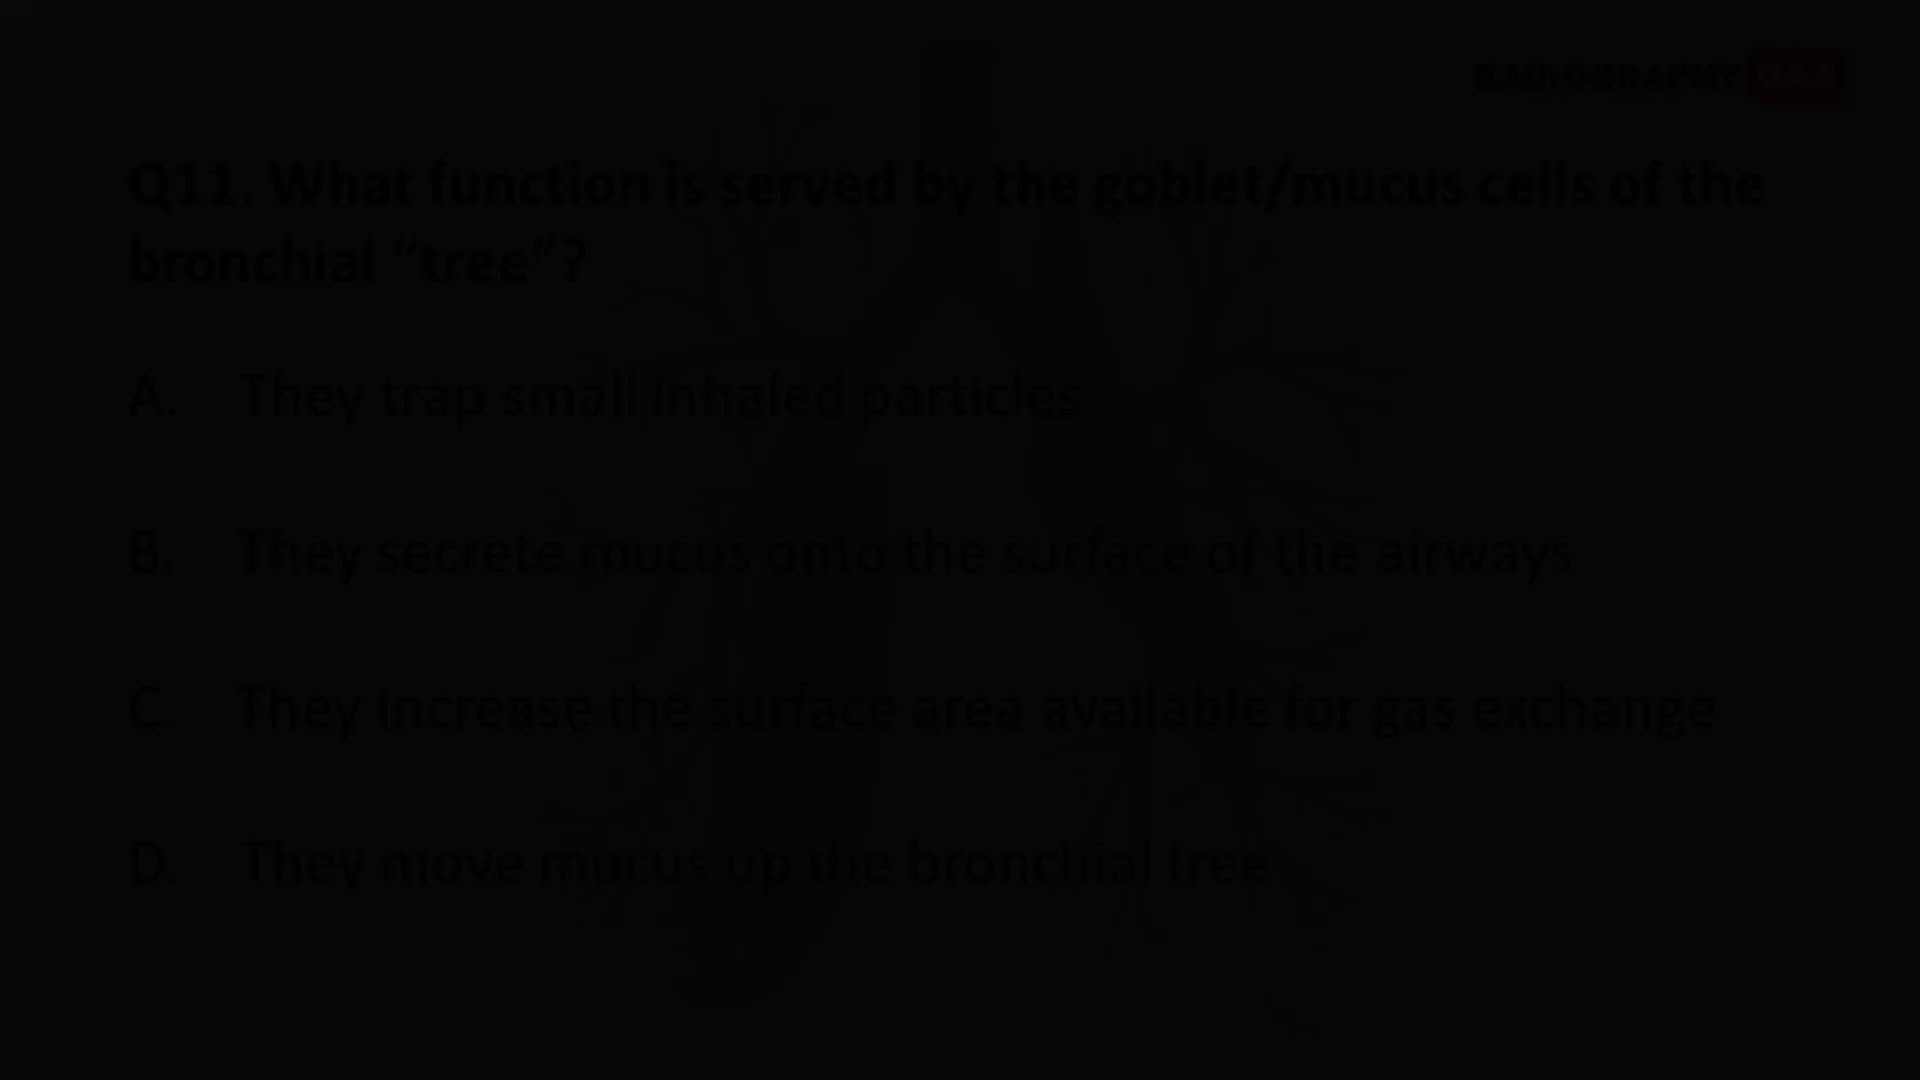 RADIOGRAPHY Q&A
Q11. What function is served by the goblet/mucus cells of the
bronchial “tree”?
A. They trap small inhaled particles
B. They secrete mucus onto the surface of the airways
C. They increase the surface area available for gas exchange
D. They move mucus up the bronchial tree